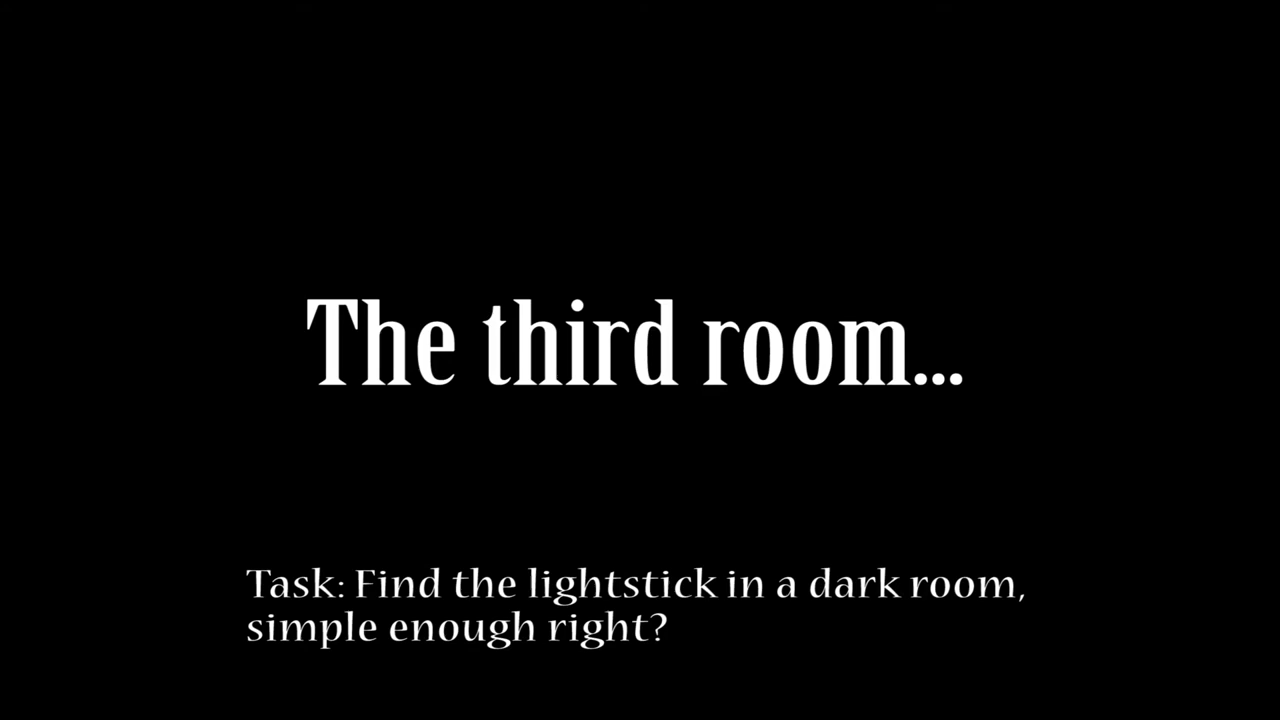 The third room...
Task: Find the lightstick in a dark room,
simple enough right?